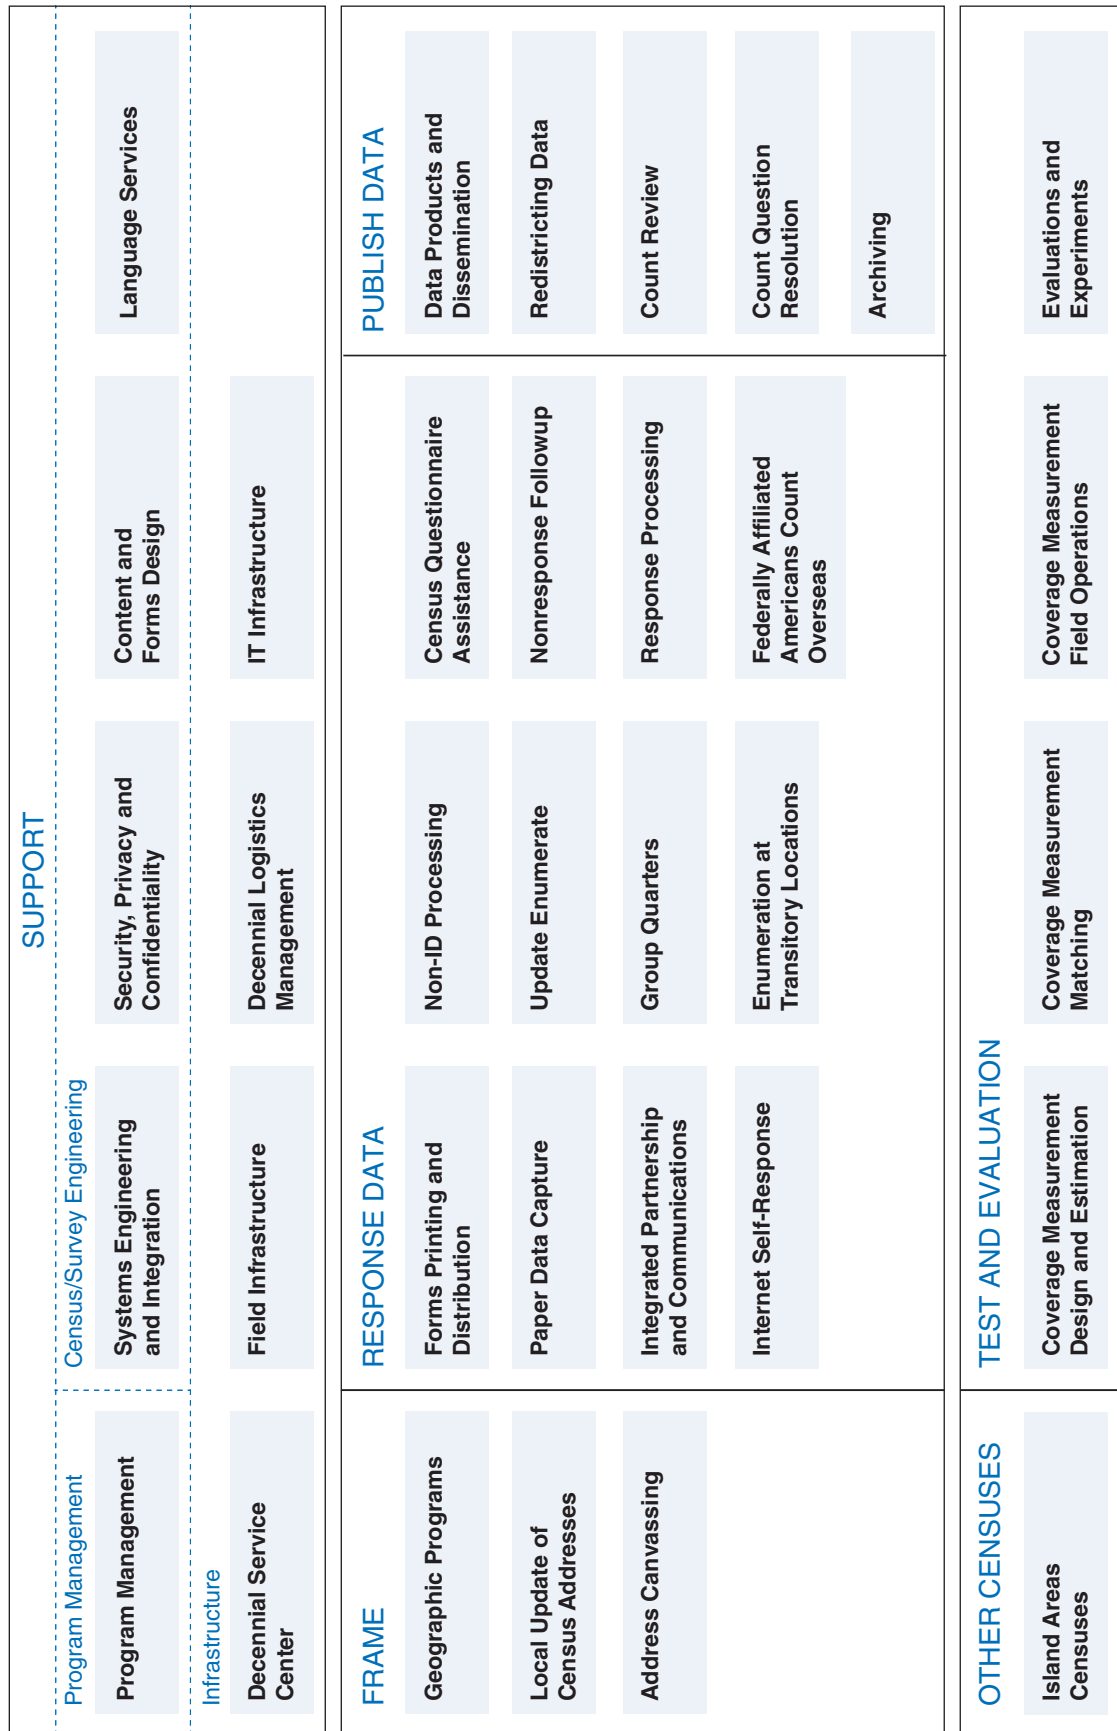 SUPPORT
Program Management
Program Management
Census/Survey Engineering
Systems Engineering
and Integration
Security, Privacy and
Confidentiality
Content and
Forms Design
Language Services
Infrastructure
Decennial Service
Center
Field Infrastructure
Decennial Logistics
Management
IT Infrastructure
FRAME
Geographic Programs
Local Update of
Census Addresses
Address Canvassing
RESPONSE DATA
Forms Printing and
Distribution
Paper Data Capture
Integrated Partnership
and Communications
Internet Self-Response
Non-ID Processing
Update Enumerate
Group Quarters
Enumeration at
Transitory Locations
Census Questionnaire
Assistance
Nonresponse Followup
Response Processing
Federally Affiliated
Americans Count
Overseas
PUBLISH DATA
Data Products and
Dissemination
Redistricting Data
Count Review
Count Question
Resolution
Archiving
OTHER CENSUSES
Island Areas
Censuses
TEST AND EVALUATION
Coverage Measurement
Design and Estimation
Coverage Measurement
Matching
Coverage Measurement
Field Operations
Evaluations and
Experiments